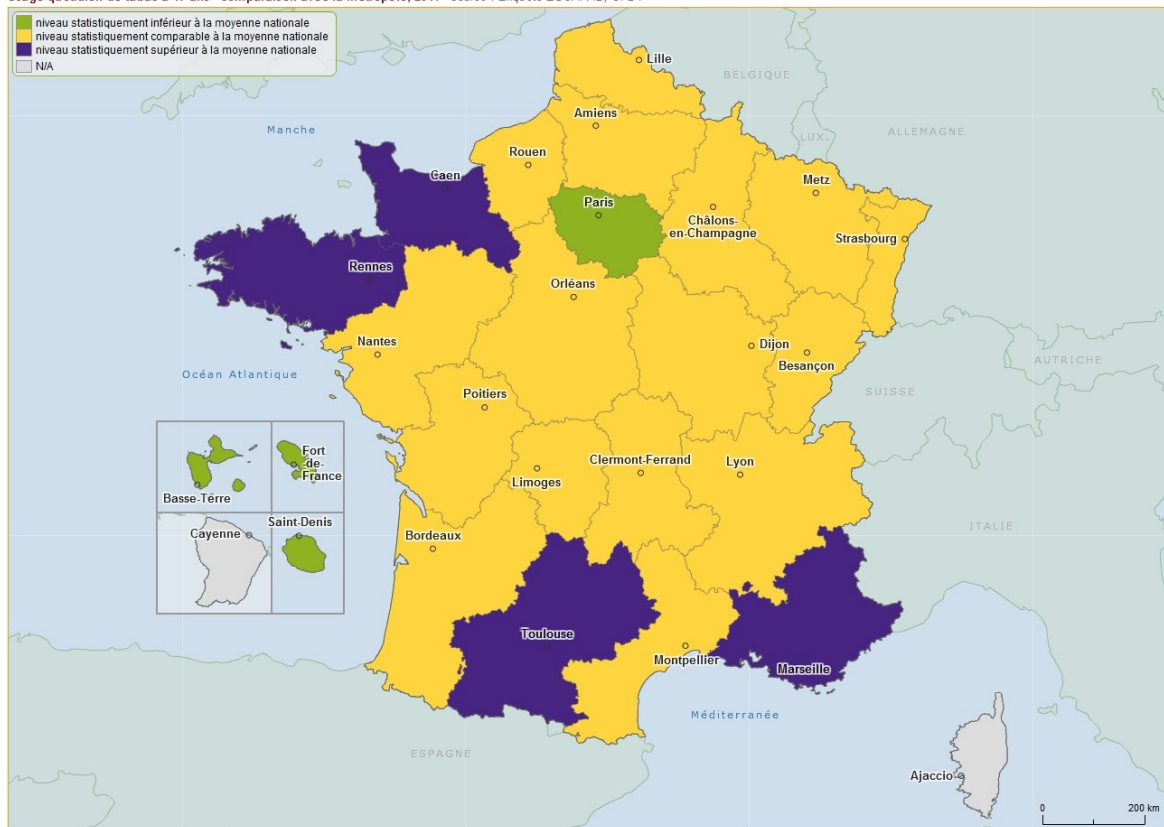 niveau statistiquement inférieur à la moyenne nationale
niveau statistiquement comparable à la moyenne nationale
niveau statistiquement supérieur à la moyenne nationale
N/A
BELGIQUE
Lille
Manche
Amiens
LUX.
ALLEMAGNE
Rouen
Metz
Caen
Paris
Châlons-
en-Champagne
Strasbourg
Rennes
Orléans
Nantes
Dijon
Besançon
AUTRICHE
Océan Atlantique
SUISSE
Poitiers
Fort
-de-
France
Basse-Terre
Clermont-Ferrand
Lyon
Limoges
Cayenne
Saint-Denis
ITALIE
Bordeaux
Toulouse
Montpellier
Marseille
Méditerranée
ESPAGNE
Ajaccio
0 200 km